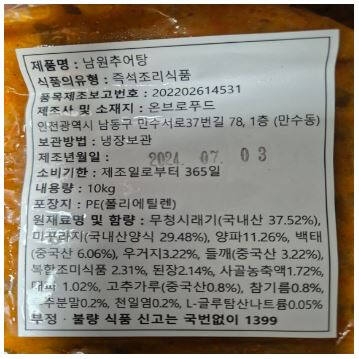 제품명 : 남원추어탕
식품의유형 : 즉석조리식품
품목제조보고번호 : 202202614531
제조사 및 소재지 : 온브로푸드
인천광역시 남동구 만수서로37번길 78, 1층 (만수동)
보관방법 : 냉장보관
제조년월일 : 2024. 07. 03
소비기한 : 제조일로부터 365일
내용량 : 10kg
포장지 : PE(폴리에틸렌)
원재료명 및 함량 : 무청시래기(국내산 37.52%),
미꾸라지(국내산양식 29.48%), 양파11.26%, 백태
(중국산 6.06%), 우거지3.22%, 들깨(중국산 3.22%),
복합조미식품 2.31%, 된장2.14%, 사골농축액1.72%,
대파 1.02%, 고추가루(중국산0.8%), 참기름0.8%,
후추분말0.2%, 천일염0.2%, L-글루탐산나트륨0.05%
부정 · 불량 식품 신고는 국번없이 1399